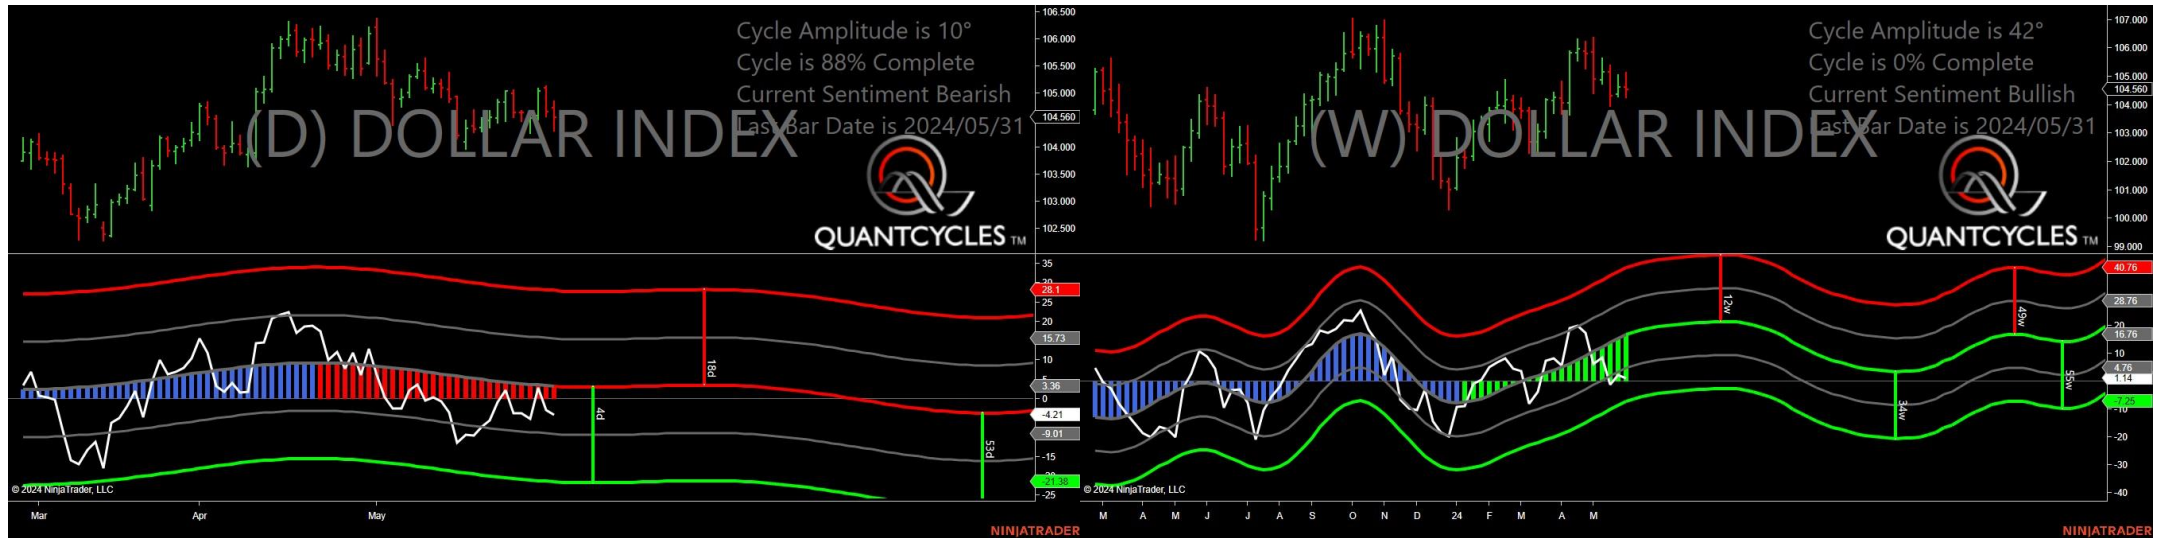 Cycle Amplitude is 10°
Cycle is 88% Complete
Current Sentiment Bearish
Last Bar Date is 2024/05/31
(D) DOLLAR INDEX
QUANTCYCLES TM
106.500
106.000
105.500
105.000
104.560
104.000
103.500
103.000
102.500
35
28.1
25
20
15.73
10
3.36
0
-4.21
-9.01
-15
-21.38
-25
18d
4d
53d
© 2024 NinjaTrader, LLC
Mar Apr May
NINJATRADER
Cycle Amplitude is 42°
Cycle is 0% Complete
Current Sentiment Bullish
Last Bar Date is 2024/05/31
(W) DOLLAR INDEX
QUANTCYCLES TM
107.000
106.000
105.000
104.560
104.000
103.000
102.000
101.000
100.000
99.000
40.76
28.76
20
16.76
10
4.76
1.14
-7.25
-10
-20
-30
-40
12w
49w
34w
55w
© 2024 NinjaTrader, LLC
M A M J J A S O N D 24 F M A M
NINJATRADER